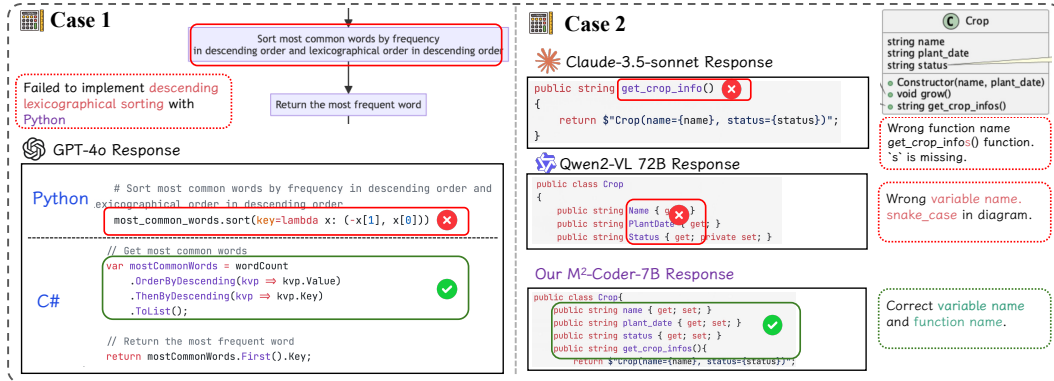 Case 1
Sort most common words by frequency
in descending order and lexicographical order in descending order
Return the most frequent word
Failed to implement descending
lexicographical sorting with
Python
GPT-4o Response
Python
# Sort most common words by frequency in descending order and
lexicographical order in descending order
most_common_words.sort(key=lambda x: (-x[1], x[0]))
C#
// Get most common words
var mostCommonWords = wordCount
.OrderByDescending(kvp ⇒ kvp.Value)
.ThenByDescending(kvp ⇒ kvp.Key)
.ToList();
// Return the most frequent word
return mostCommonWords.First().Key;
Case 2
Claude-3.5-sonnet Response
public string get_crop_info()
{
return $"Crop(name={name}, status={status})";
}
Qwen2-VL 72B Response
public class Crop
{
public string Name { get; }
public string PlantDate { get; }
public string Status { get; private set; }
Our M²-Coder-7B Response
public class Crop{
public string name { get; set; }
public string plant_date { get; set; }
public string status { get; set; }
public string get_crop_infos(){
return $"Crop(name={name}, status={status})";
C Crop
string name
string plant_date
string status
Constructor(name, plant_date)
void grow()
string get_crop_infos()
Wrong function name
get_crop_infos() function.
`s` is missing.
Wrong variable name.
snake_case in diagram.
Correct variable name
and function name.